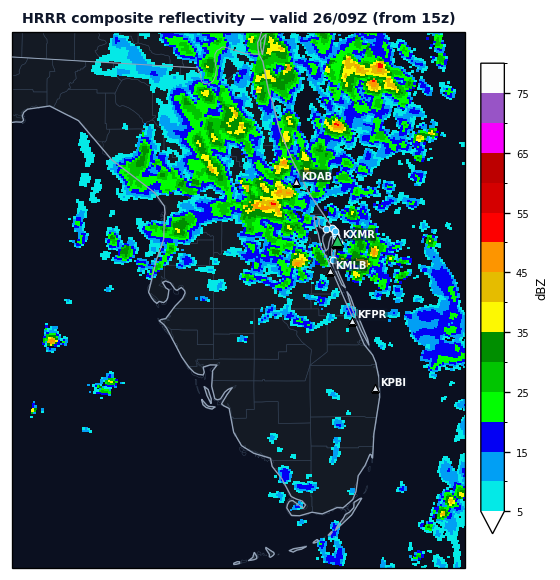 HRRR composite reflectivity — valid 26/09Z (from 15z)
75
65
KDAB
55
KXMR
45
KMLB
dBZ
KFPR
35
KPBI
25
15
5